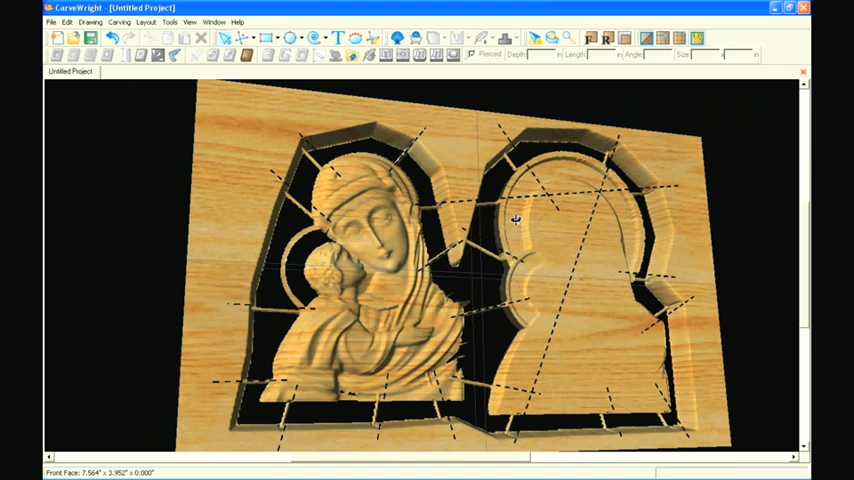 CarveWright - [Untitled Project]
File Edit Drawing Carving Layout Tools View Window Help
Pierced Depth: in Length: in Angle: Size: x in
Untitled Project
Front Face: 7.564" x 3.952" x 0.000"